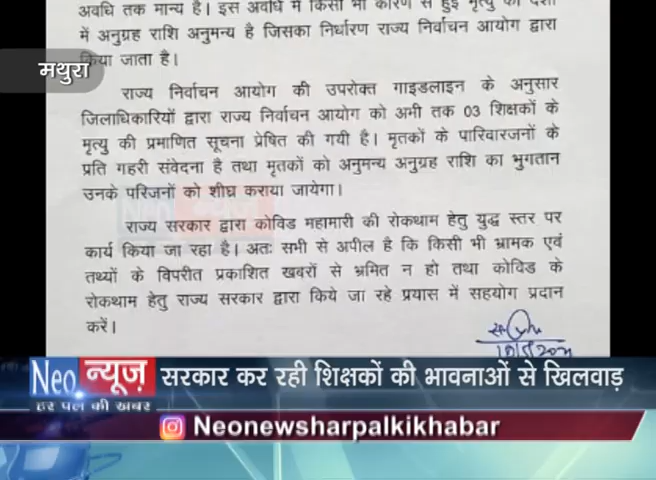 अवधि तक मान्य है। इस अवधि में किसी भी कारण से हुई मृत्यु की दशा
में अनुग्रह राशि अनुमन्य है जिसका निर्धारण राज्य निर्वाचन आयोग द्वारा
किया जाता है।
मथुरा
राज्य निर्वाचन आयोग की उपरोक्त गाइडलाइन के अनुसार
जिलाधिकारियों द्वारा राज्य निर्वाचन आयोग को अभी तक 03 शिक्षकों के
मृत्यु की प्रमाणित सूचना प्रेषित की गयी है। मृतकों के पारिवारजनों के
प्रति गहरी संवेदना है तथा मृतकों को अनुमन्य अनुग्रह राशि का भुगतान
उनके परिजनों को शीघ्र कराया जायेगा।
राज्य सरकार द्वारा कोविड महामारी की रोकथाम हेतु युद्ध स्तर पर
कार्य किया जा रहा है। अतः सभी से अपील है कि किसी भी भ्रामक एवं
तथ्यों के विपरीत प्रकाशित खबरों से भ्रमित न हो तथा कोविड के
रोकथाम हेतु राज्य सरकार द्वारा किये जा रहे प्रयास में सहयोग प्रदान
करें।
Neo न्यूज़ सरकार कर रही शिक्षकों की भावनाओं से खिलवाड़
हर पल की खबर
Neonewsharpalkikhabar